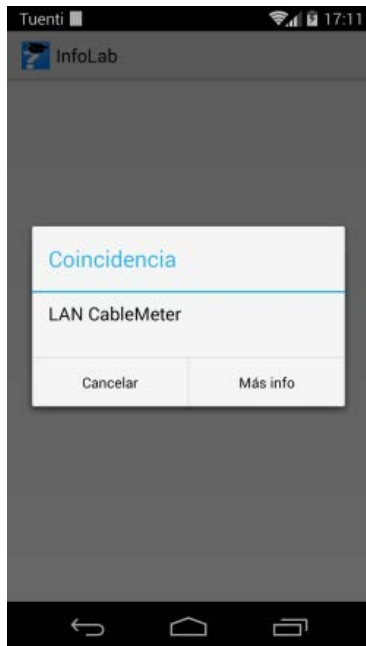 Tuenti 17:11
InfoLab
Coincidencia
LAN CableMeter
Cancelar Más info